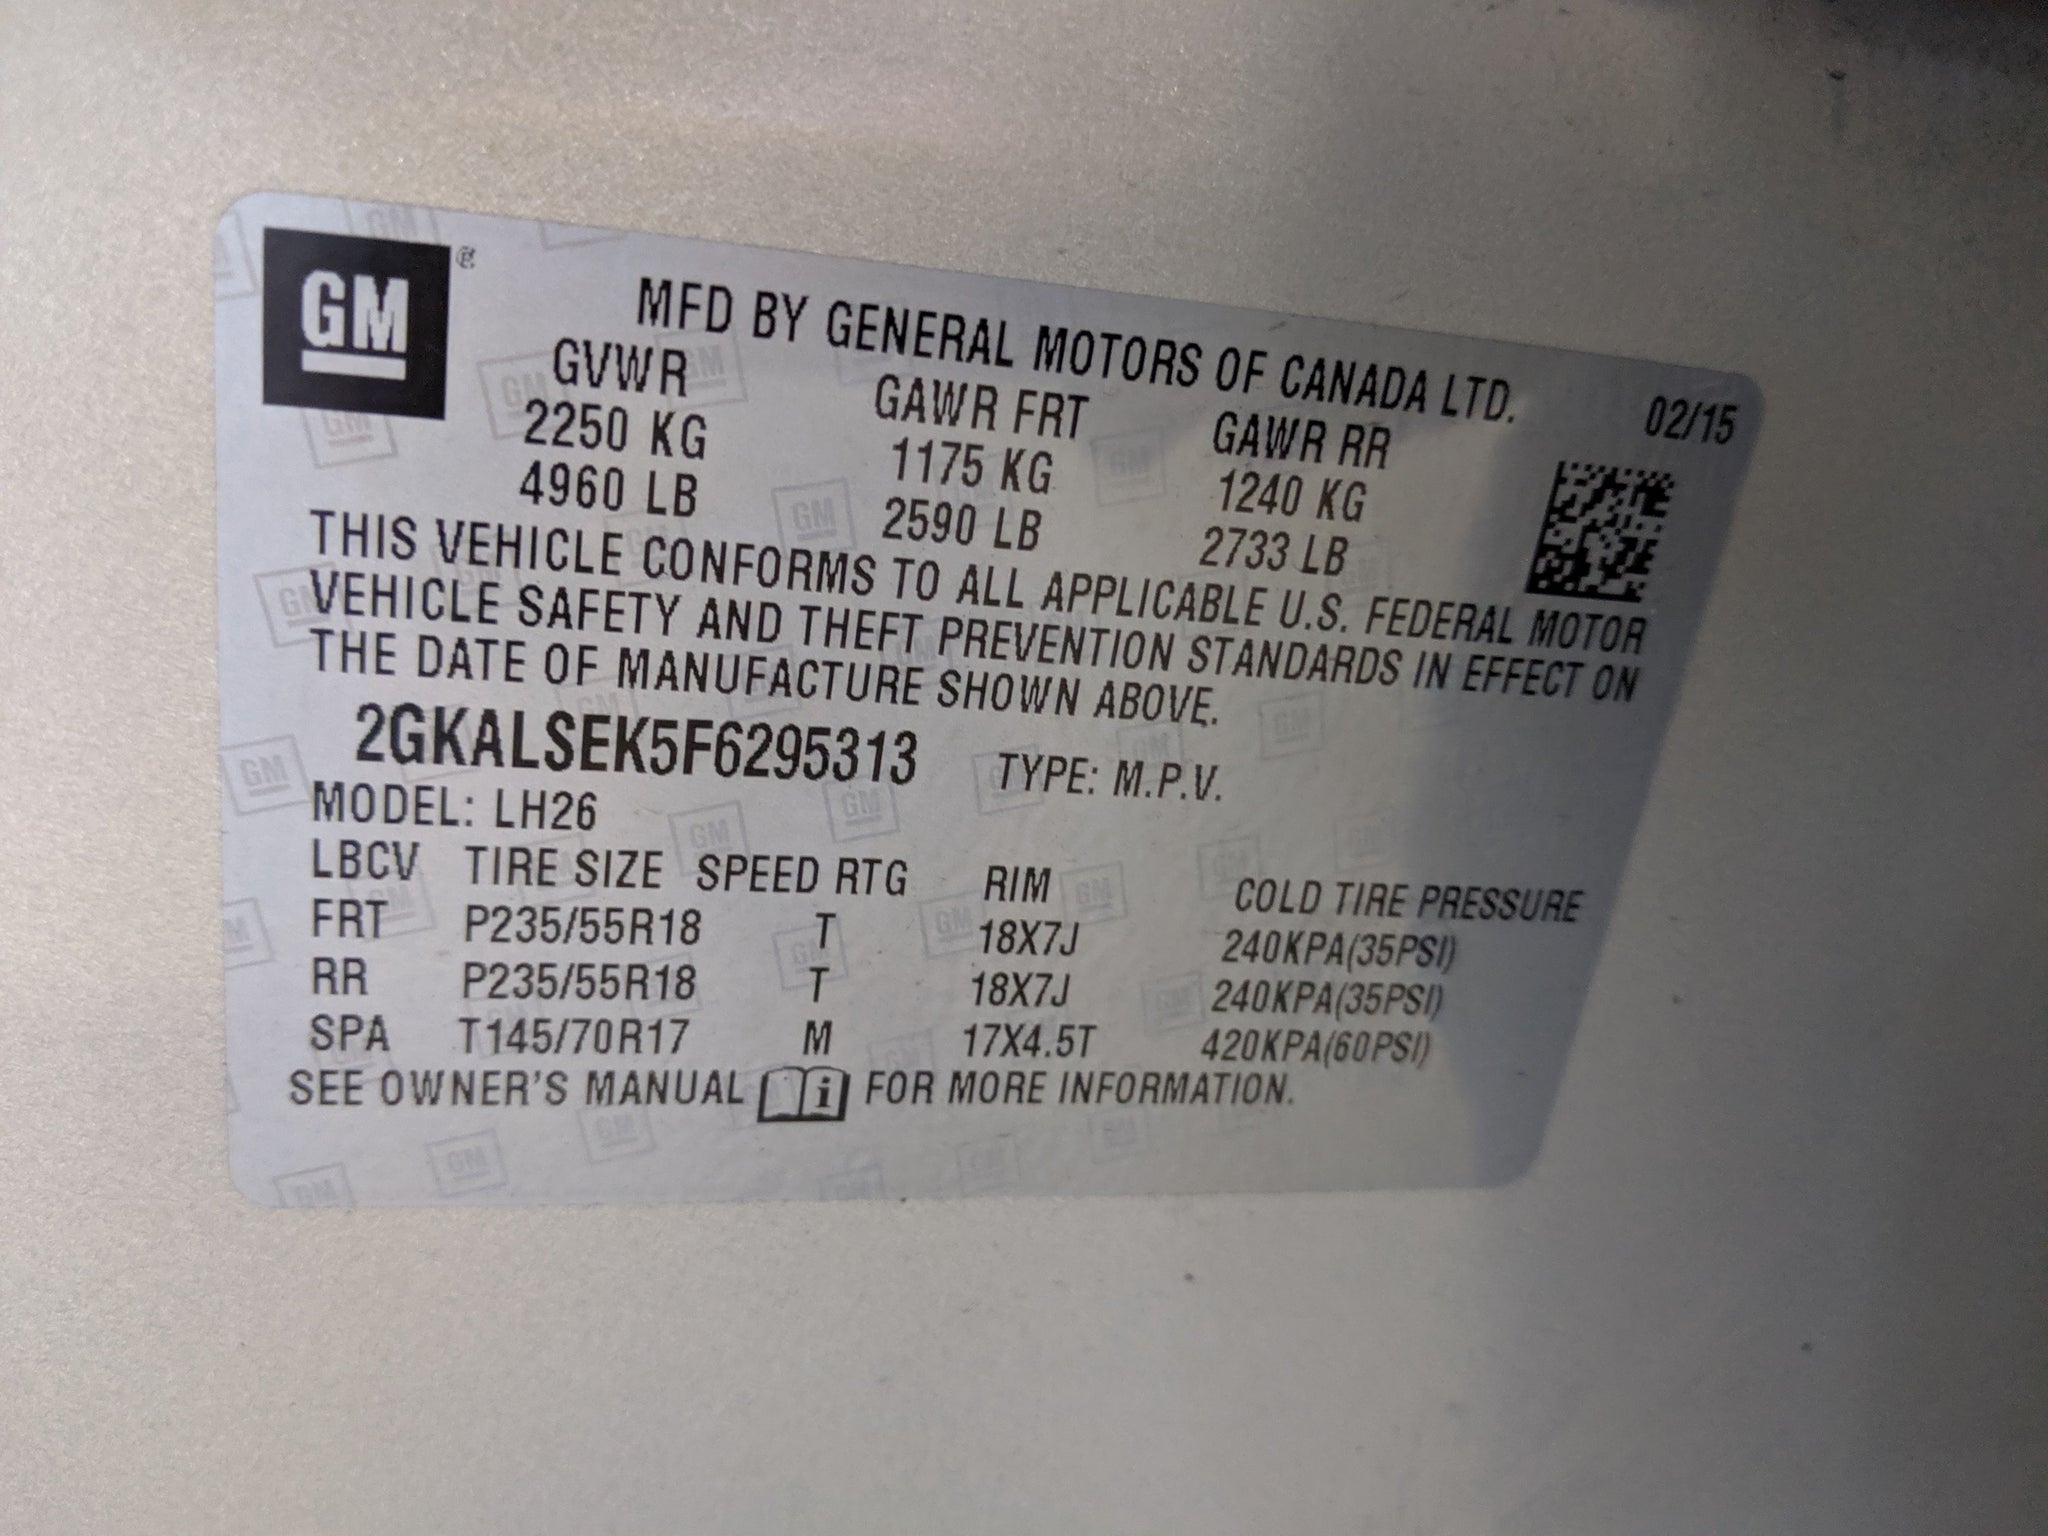 GM ®
MFD BY GENERAL MOTORS OF CANADA LTD. 02/15
GVWR GAWR FRT GAWR RR
2250 KG 1175 KG 1240 KG
4960 LB 2590 LB 2733 LB
THIS VEHICLE CONFORMS TO ALL APPLICABLE U.S. FEDERAL MOTOR
VEHICLE SAFETY AND THEFT PREVENTION STANDARDS IN EFFECT ON
THE DATE OF MANUFACTURE SHOWN ABOVE.
2GKALSEK5F6295313 TYPE: M.P.V.
MODEL: LH26
LBCV TIRE SIZE SPEED RTG RIM COLD TIRE PRESSURE
FRT P235/55R18 T 18X7J 240KPA(35PSI)
RR P235/55R18 T 18X7J 240KPA(35PSI)
SPA T145/70R17 M 17X4.5T 420KPA(60PSI)
SEE OWNER'S MANUAL i FOR MORE INFORMATION.